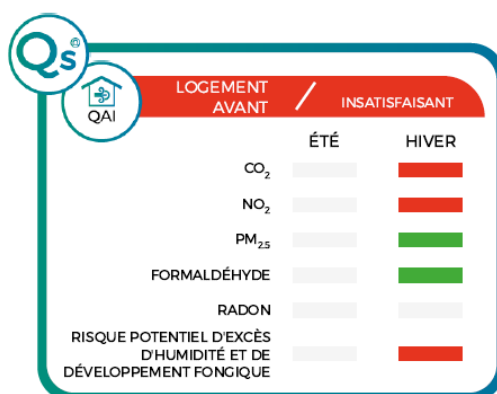 Qs©
QAI
LOGEMENT
AVANT
/
INSATISFAISANT
ÉTÉ HIVER
CO₂
NO₂
PM₂.₅
FORMALDÉHYDE
RADON
RISQUE POTENTIEL D'EXCÈS
D'HUMIDITÉ ET DE
DÉVELOPPEMENT FONGIQUE